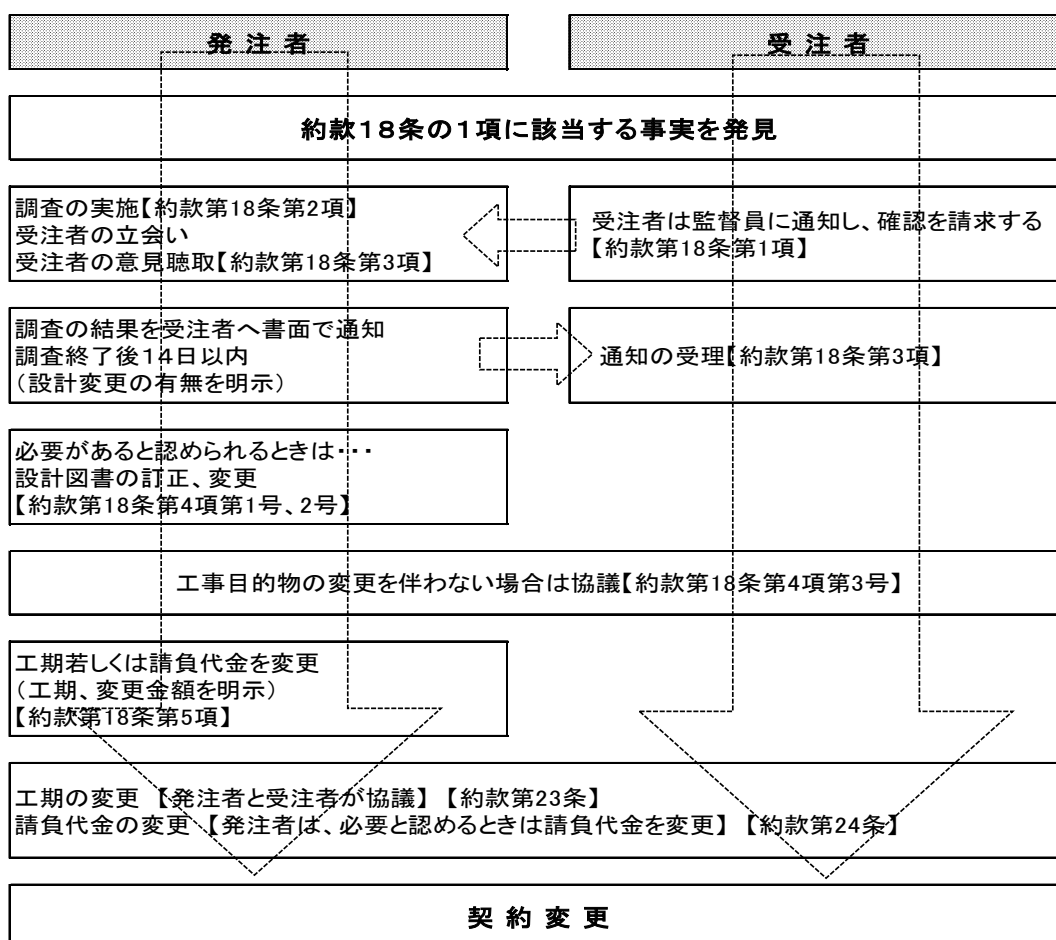 発 注 者
受 注 者
約款18条の1項に該当する事実を発見
調査の実施【約款第18条第2項】
受注者の立会い
受注者の意見聴取【約款第18条第3項】
受注者は監督員に通知し、確認を請求する
【約款第18条第1項】
調査の結果を受注者へ書面で通知
調査終了後14日以内
(設計変更の有無を明示)
通知の受理【約款第18条第3項】
必要があると認められるときは・・・
設計図書の訂正、変更
【約款第18条第4項第1号、2号】
工事目的物の変更を伴わない場合は協議【約款第18条第4項第3号】
工期若しくは請負代金を変更
(工期、変更金額を明示)
【約款第18条第5項】
工期の変更 【発注者と受注者が協議】 【約款第23条】
請負代金の変更 【発注者は、必要と認めるときは請負代金を変更】 【約款第24条】
契 約 変 更